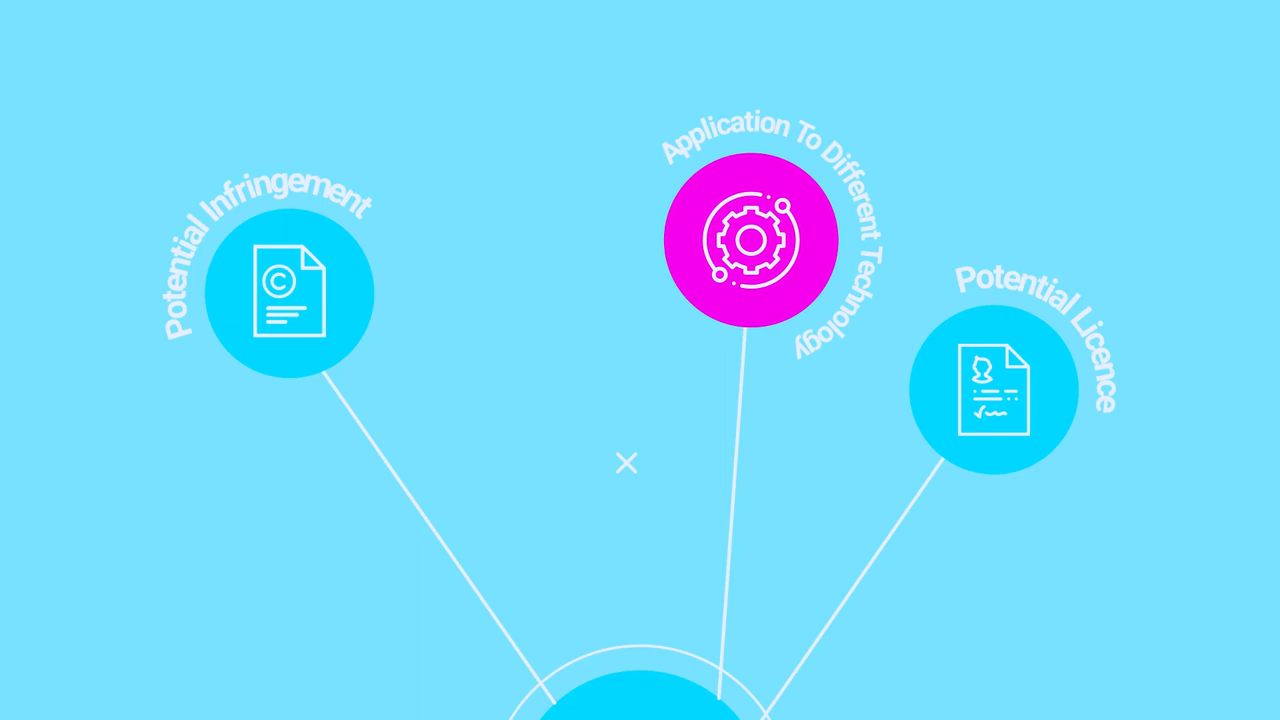 Potential Infringement
Application To Different Technology
Potential Licence
©